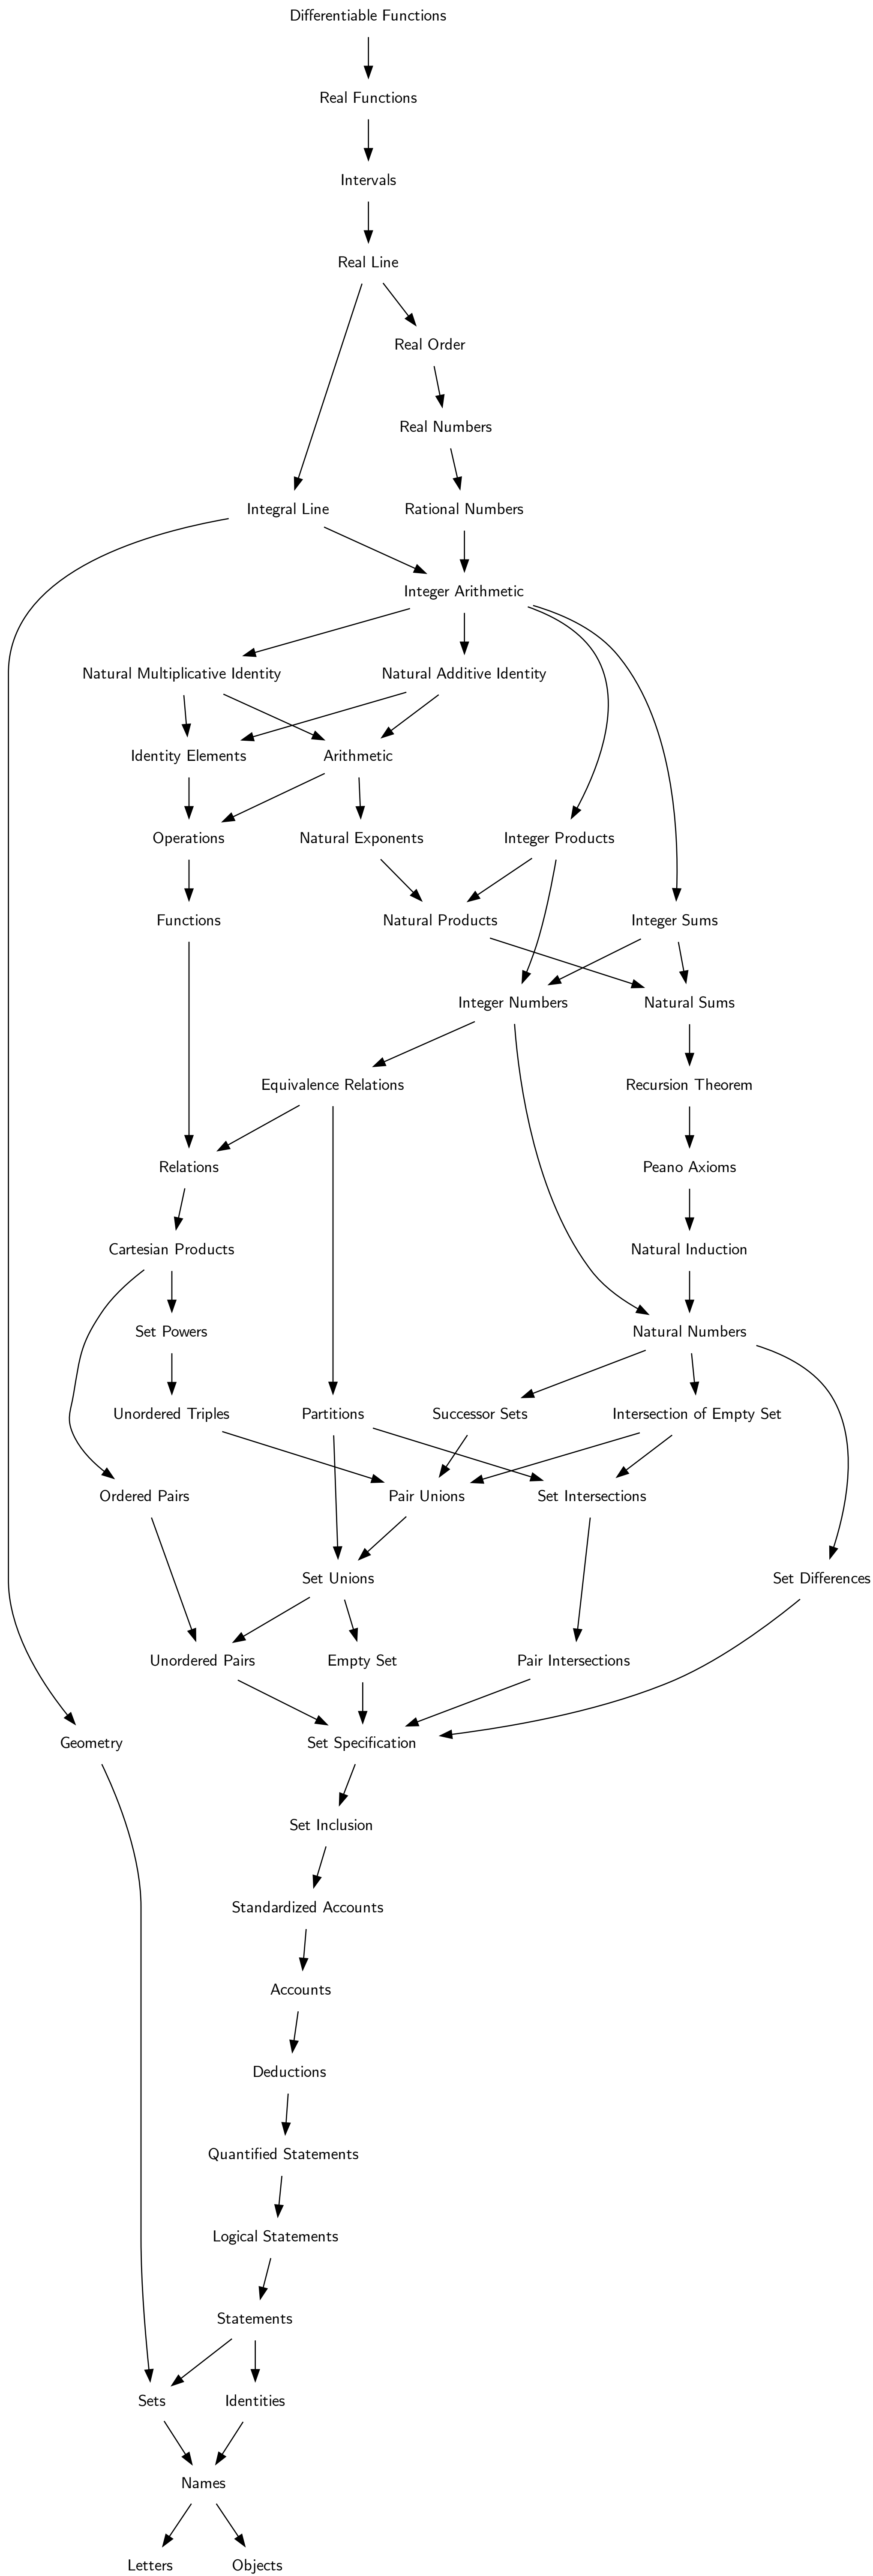 Differentiable Functions
Real Functions
Intervals
Real Line
Real Order
Real Numbers
Integral Line
Rational Numbers
Integer Arithmetic
Natural Multiplicative Identity
Natural Additive Identity
Identity Elements
Arithmetic
Operations
Natural Exponents
Integer Products
Functions
Natural Products
Integer Sums
Integer Numbers
Natural Sums
Equivalence Relations
Recursion Theorem
Relations
Peano Axioms
Cartesian Products
Natural Induction
Set Powers
Natural Numbers
Unordered Triples
Partitions
Successor Sets
Intersection of Empty Set
Ordered Pairs
Pair Unions
Set Intersections
Set Unions
Set Differences
Unordered Pairs
Empty Set
Pair Intersections
Geometry
Set Specification
Set Inclusion
Standardized Accounts
Accounts
Deductions
Quantified Statements
Logical Statements
Statements
Sets
Identities
Names
Letters
Objects